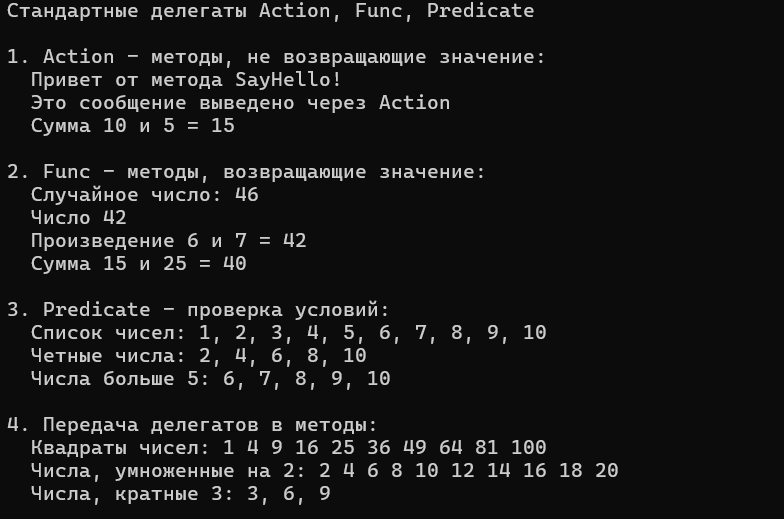 Стандартные делегаты Action, Func, Predicate
1. Action – методы, не возвращающие значение:
Привет от метода SayHello!
Это сообщение выведено через Action
Сумма 10 и 5 = 15
2. Func – методы, возвращающие значение:
Случайное число: 46
Число 42
Произведение 6 и 7 = 42
Сумма 15 и 25 = 40
3. Predicate – проверка условий:
Список чисел: 1, 2, 3, 4, 5, 6, 7, 8, 9, 10
Четные числа: 2, 4, 6, 8, 10
Числа больше 5: 6, 7, 8, 9, 10
4. Передача делегатов в методы:
Квадраты чисел: 1 4 9 16 25 36 49 64 81 100
Числа, умноженные на 2: 2 4 6 8 10 12 14 16 18 20
Числа, кратные 3: 3, 6, 9